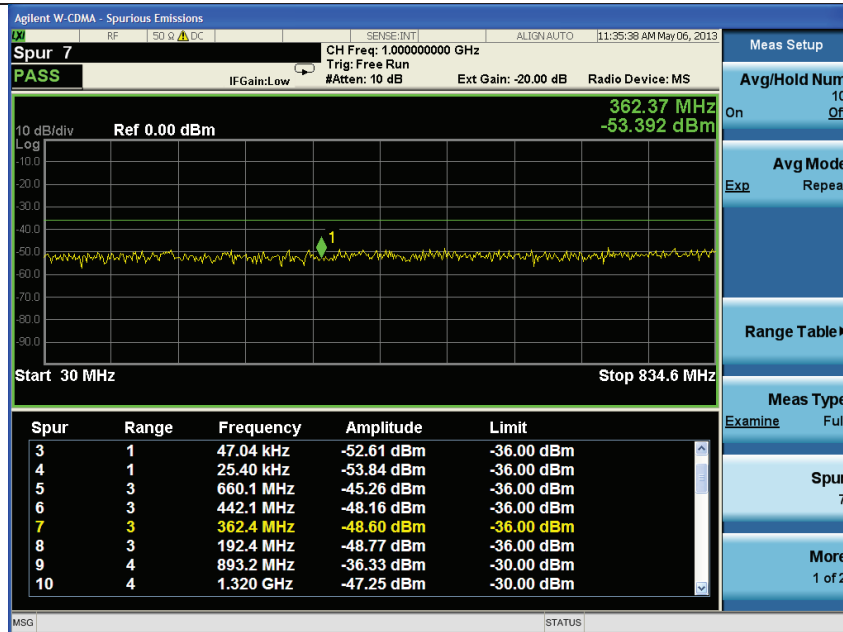 Agilent W-CDMA - Spurious Emissions
LXI RF 50 Ω DC SENSE:INT ALIGN AUTO 11:35:38 AM May 06, 2013
Spur 7
PASS
IFGain:Low
CH Freq: 1.000000000 GHz
Trig: Free Run
#Atten: 10 dB Ext Gain: -20.00 dB Radio Device: MS
362.37 MHz
-53.392 dBm
10 dB/div Ref 0.00 dBm
Log
-10.0
-20.0
-30.0
-40.0
1
-50.0
-60.0
-70.0
-80.0
-90.0
Start 30 MHz Stop 834.6 MHz
Spur Range Frequency Amplitude Limit
3 1 47.04 kHz -52.61 dBm -36.00 dBm
4 1 25.40 kHz -53.84 dBm -36.00 dBm
5 3 660.1 MHz -45.26 dBm -36.00 dBm
6 3 442.1 MHz -48.16 dBm -36.00 dBm
7 3 362.4 MHz -48.60 dBm -36.00 dBm
8 3 192.4 MHz -48.77 dBm -36.00 dBm
9 4 893.2 MHz -36.33 dBm -30.00 dBm
10 4 1.320 GHz -47.25 dBm -30.00 dBm
MSG STATUS
Meas Setup
Avg/Hold Num
10
On Of
Avg Mode
Exp Repea
Range Table
Meas Type
Examine Ful
Spur
7
More
1 of 2